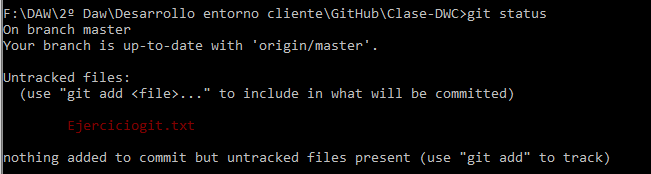 F:\DAW\2º Daw\Desarrollo entorno cliente\GitHub\Clase-DWC>git status
On branch master
Your branch is up-to-date with 'origin/master'.
Untracked files:
(use "git add <file>..." to include in what will be committed)
Ejerciciogit.txt
nothing added to commit but untracked files present (use "git add" to track)